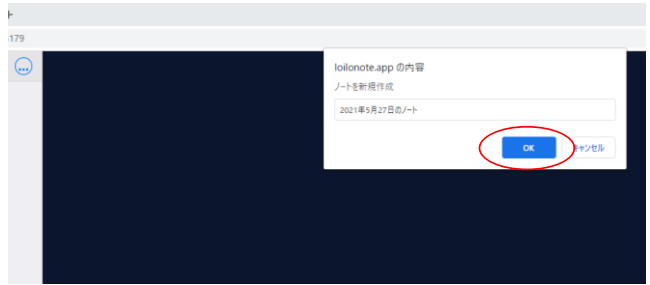 179
loilonote.app の内容
ノートを新規作成
2021年5月27日のノート
OK
キャンセル